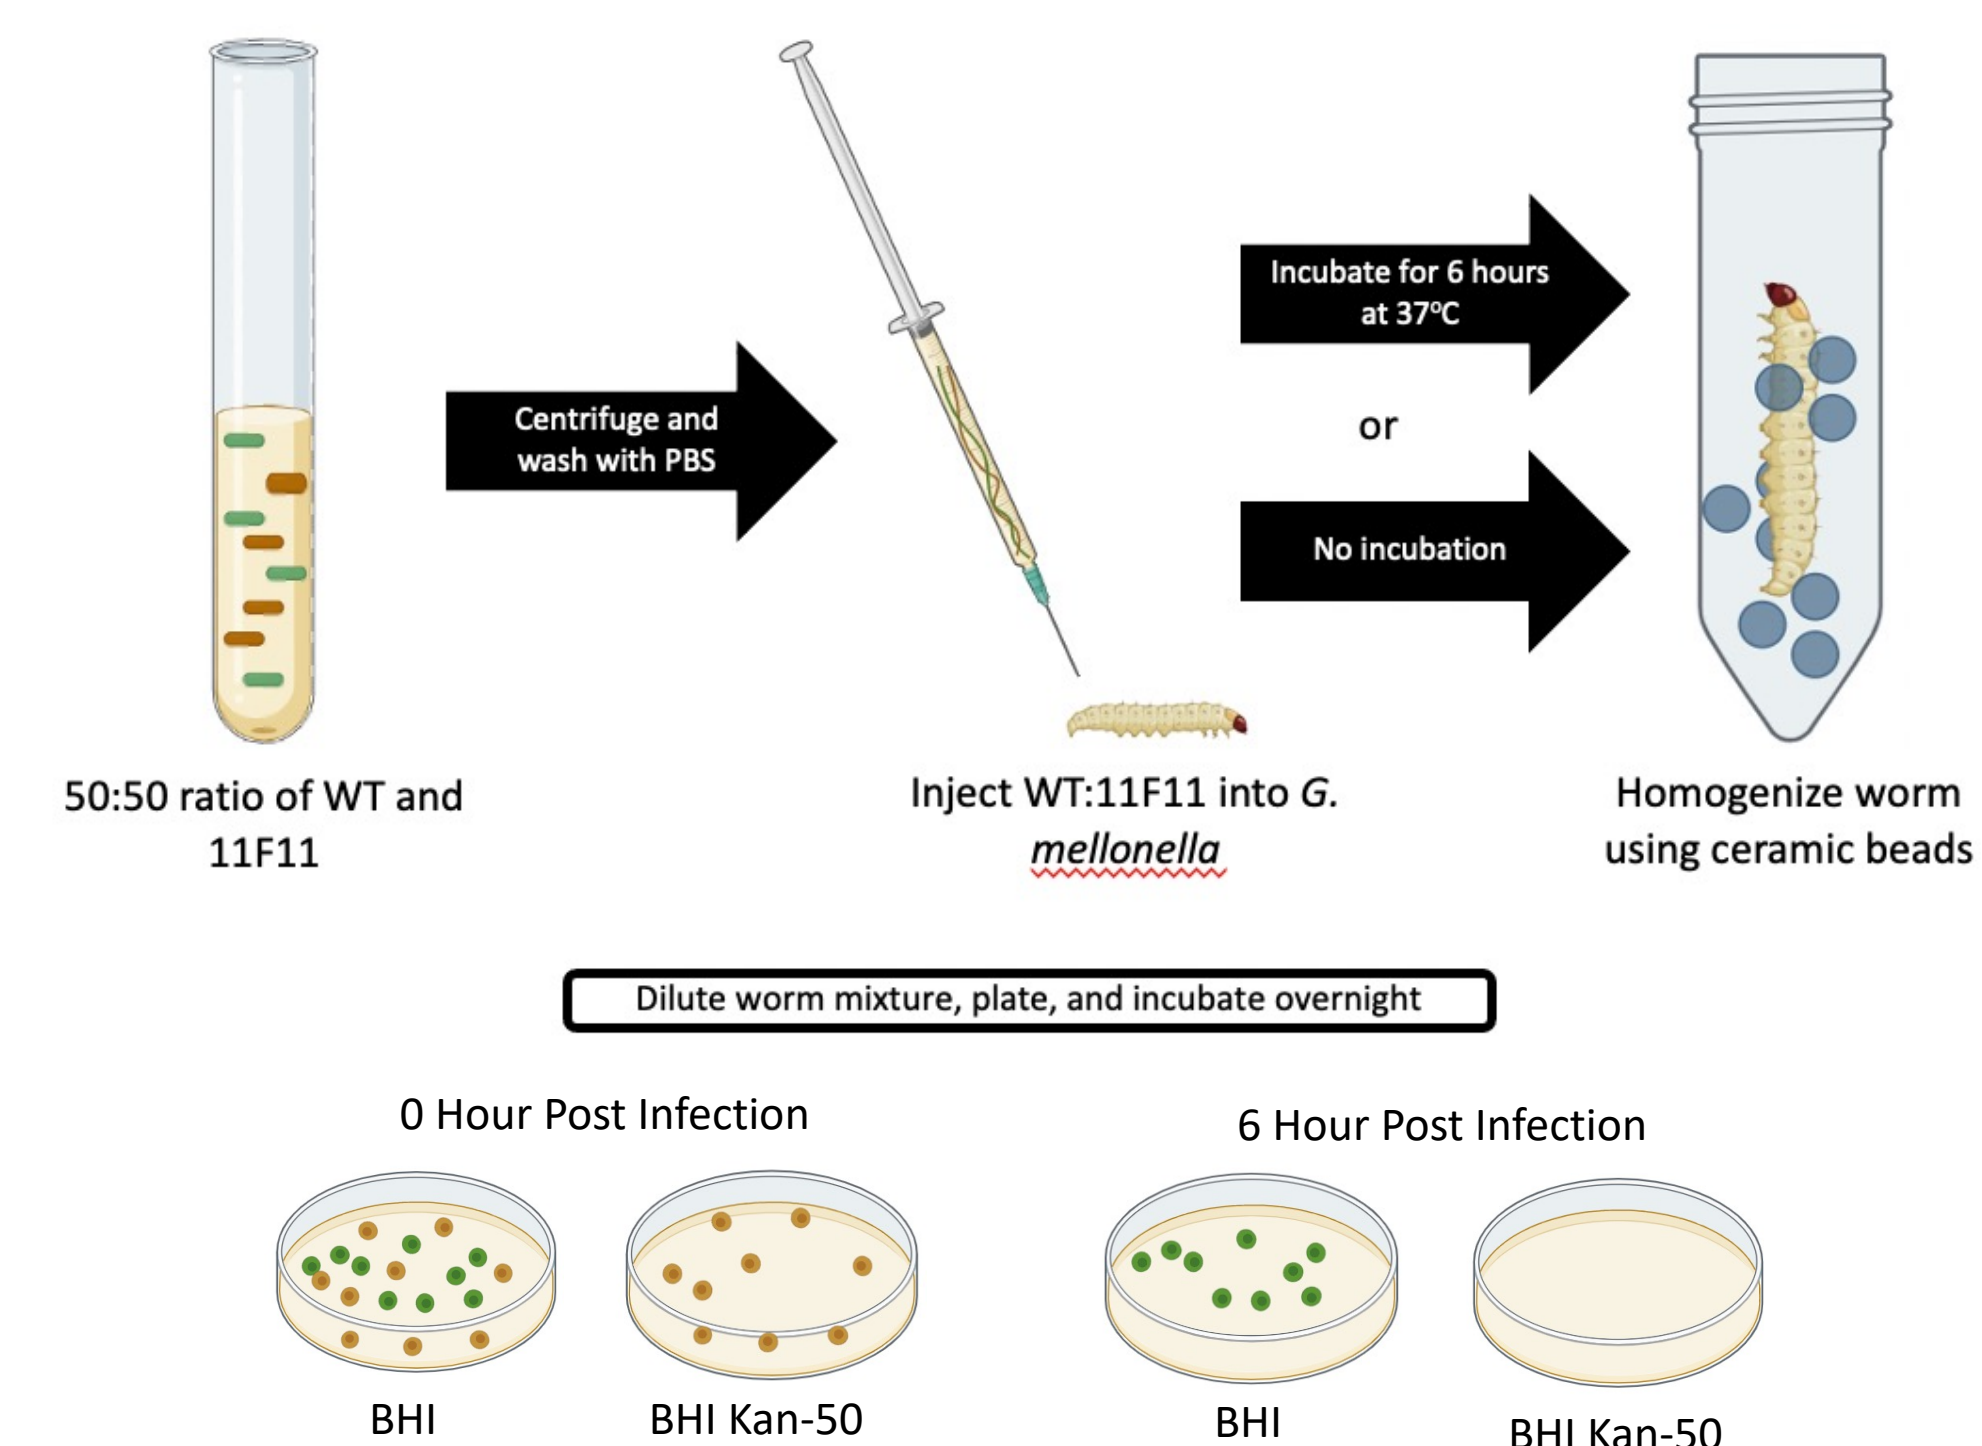 Centrifuge and
wash with PBS
Incubate for 6 hours
at 37ºC
or
No incubation
50:50 ratio of WT and
11F11
Inject WT:11F11 into G.
mellonella
Homogenize worm
using ceramic beads
Dilute worm mixture, plate, and incubate overnight
0 Hour Post Infection
6 Hour Post Infection
BHI
BHI Kan-50
BHI
BHI Kan-50